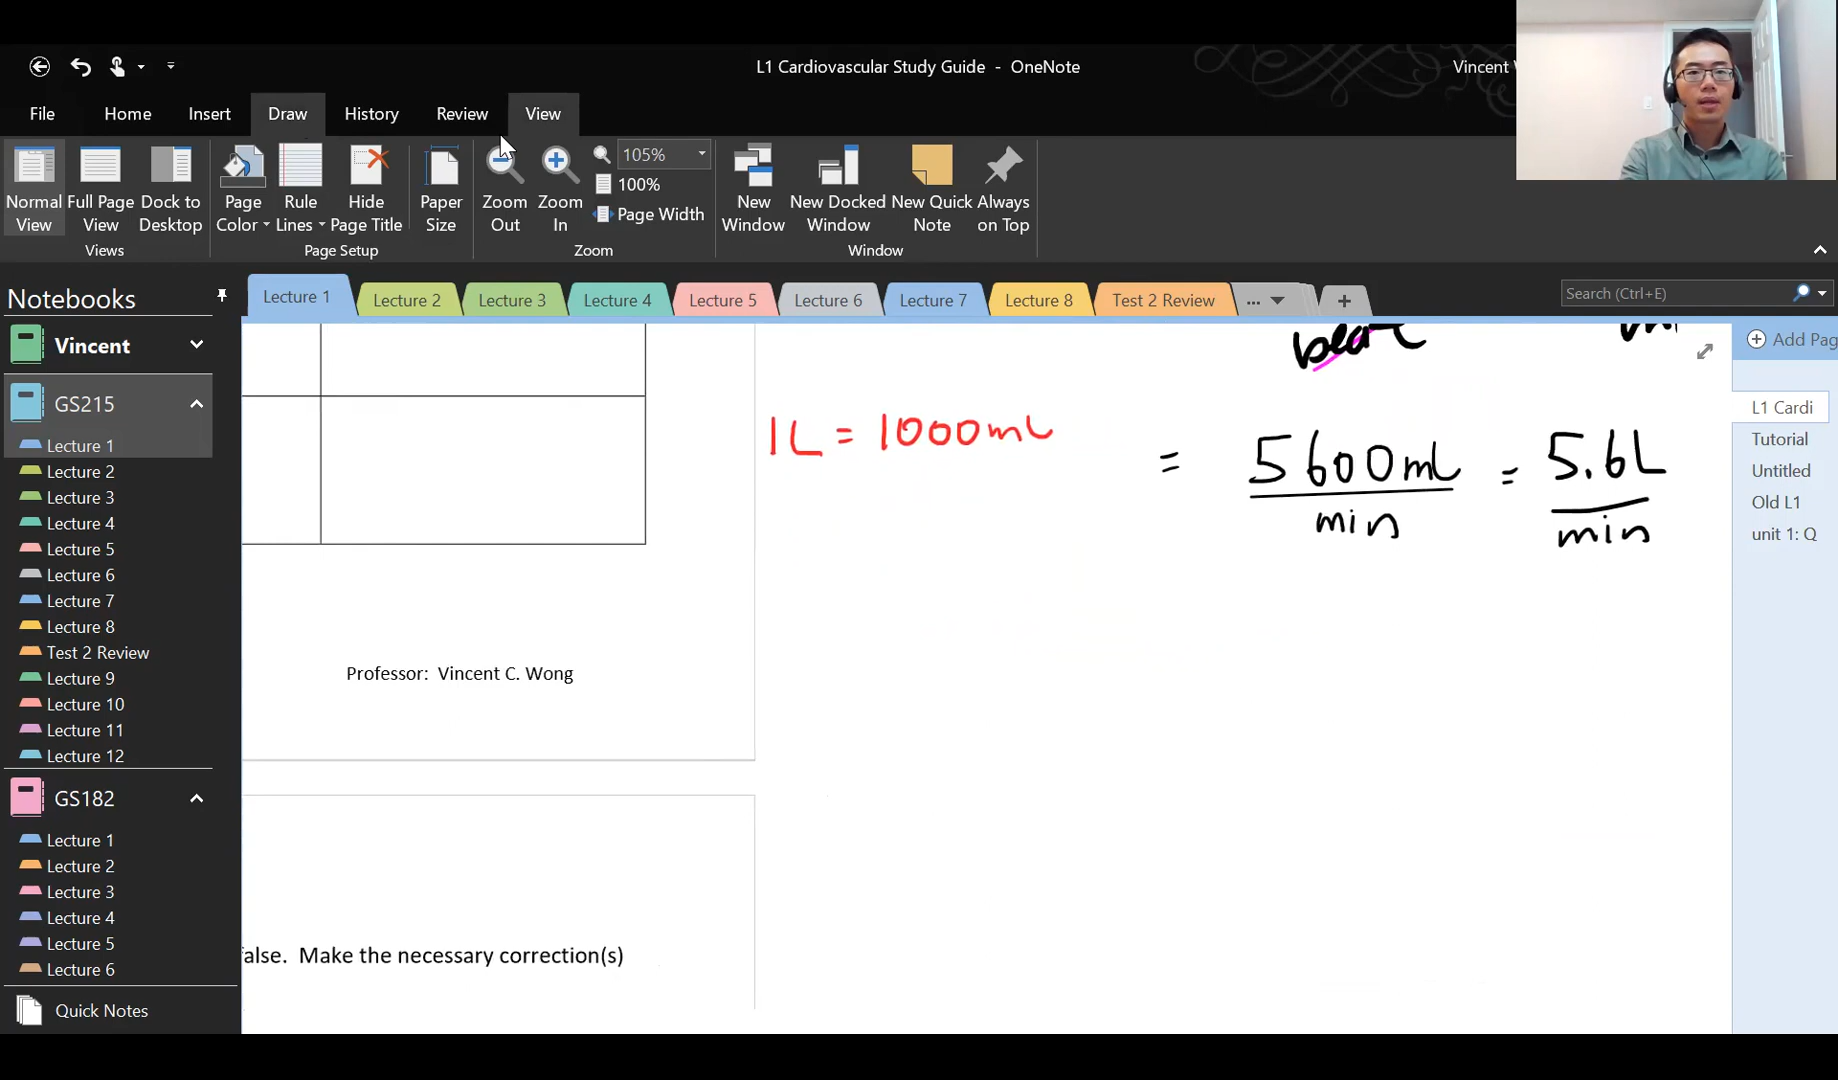 L1 Cardiovascular Study Guide - OneNote
Vincent
File Home Insert Draw History Review View
Normal View
Full Page View
Dock to Desktop
Views
Page Color
Rule Lines
Hide Page Title
Paper Size
Page Setup
Zoom Out
Zoom In
105%
100%
Page Width
Zoom
New Window
New Docked Window
New Quick Note
Always on Top
Window
Notebooks
Lecture 1 Lecture 2 Lecture 3 Lecture 4 Lecture 5 Lecture 6 Lecture 7 Lecture 8 Test 2 Review ...
Search (Ctrl+E)
Vincent
GS215
Lecture 1
Lecture 2
Lecture 3
Lecture 4
Lecture 5
Lecture 6
Lecture 7
Lecture 8
Test 2 Review
Lecture 9
Lecture 10
Lecture 11
Lecture 12
GS182
Lecture 1
Lecture 2
Lecture 3
Lecture 4
Lecture 5
Lecture 6
Quick Notes
beat
1L = 1000mL
= 5600mL = 5.6L
min min
Professor: Vincent C. Wong
alse. Make the necessary correction(s)
Add Pag
L1 Cardi
Tutorial
Untitled
Old L1
unit 1: Q